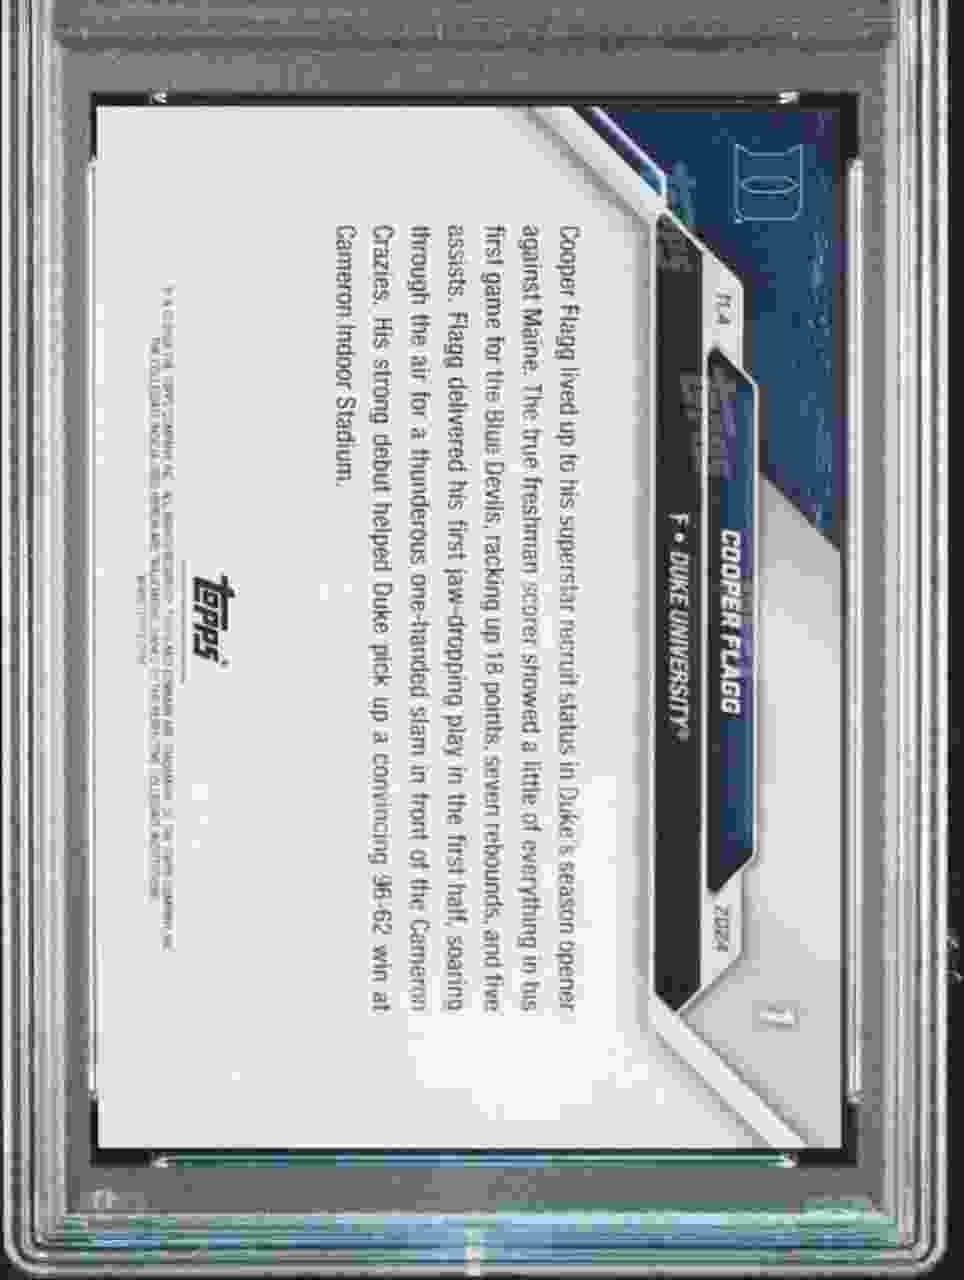 11.4
COOPER FLAGG
2024
1
F • DUKE UNIVERSITY®
Cooper Flagg lived up to his superstar recruit status in Duke's season opener
against Maine. The true freshman scorer showed a little of everything in his
first game for the Blue Devils, racking up 18 points, seven rebounds, and five
assists. Flagg delivered his first jaw-dropping play in the first half, soaring
through the air for a thunderous one-handed slam in front of the Cameron
Crazies. His strong debut helped Duke pick up a convincing 96-62 win at
Cameron Indoor Stadium.
topps®